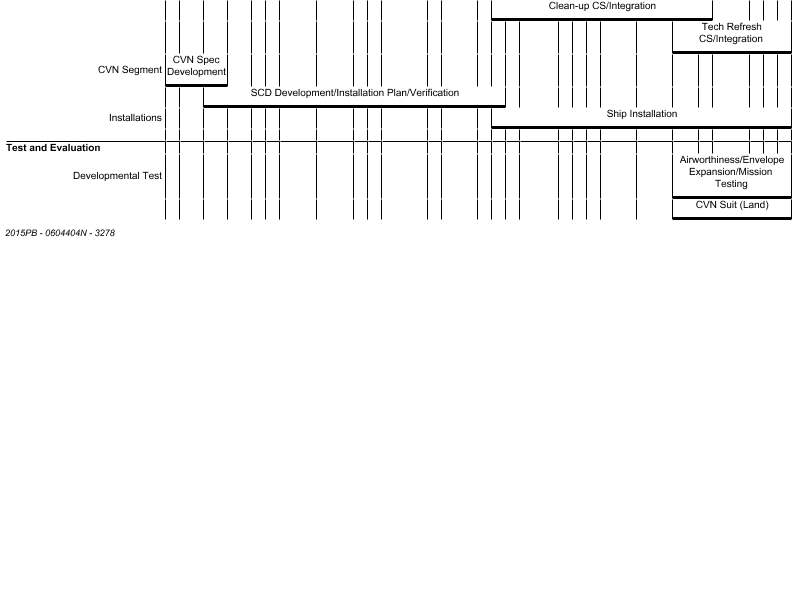 Clean-up CS/Integration
Tech Refresh
CS/Integration
CVN Segment
CVN Spec
Development
SCD Development/Installation Plan/Verification
Installations
Ship Installation
Test and Evaluation
Developmental Test
Airworthiness/Envelope
Expansion/Mission
Testing
CVN Suit (Land)
2015PB - 0604404N - 3278